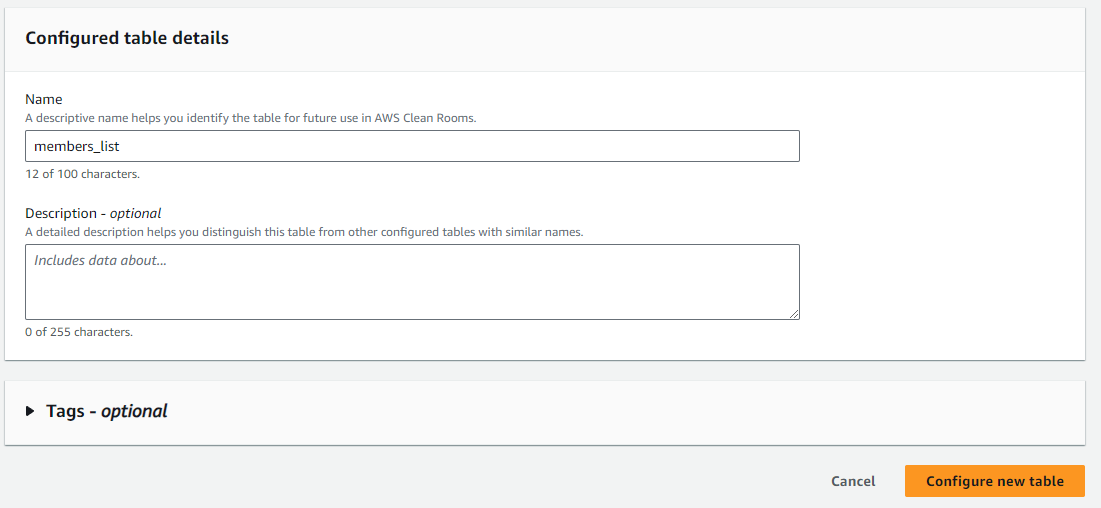 Configured table details
Name
A descriptive name helps you identify the table for future use in AWS Clean Rooms.
members_list
12 of 100 characters.
Description - optional
A detailed description helps you distinguish this table from other configured tables with similar names.
Includes data about...
0 of 255 characters.
Tags - optional
Cancel
Configure new table